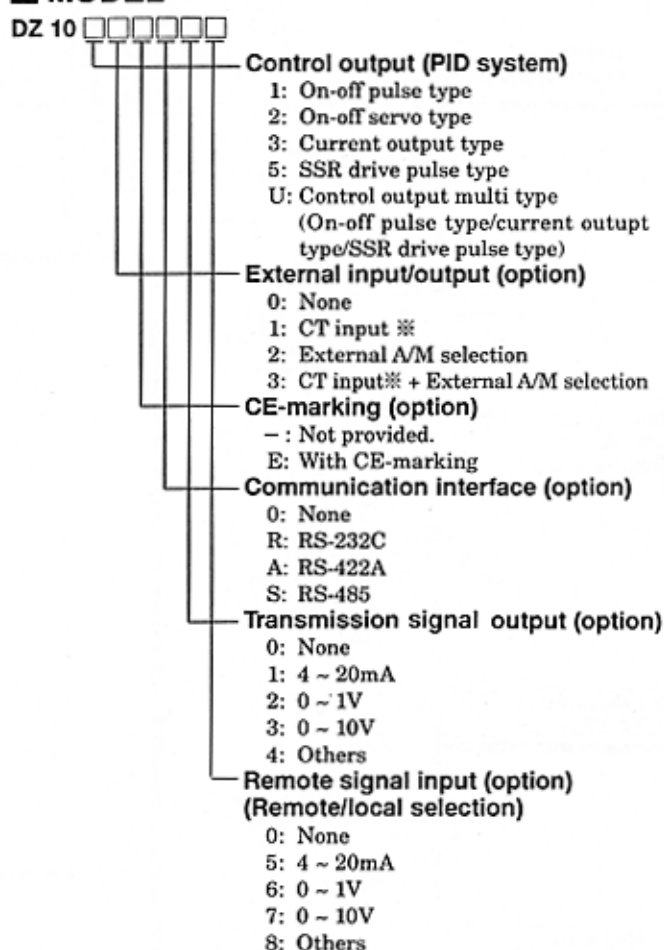 DZ 10 □□□□□□
Control output (PID system)
1: On-off pulse type
2: On-off servo type
3: Current output type
5: SSR drive pulse type
U: Control output multi type
(On-off pulse type/current outupt
type/SSR drive pulse type)
External input/output (option)
0: None
1: CT input ※
2: External A/M selection
3: CT input※ + External A/M selection
CE-marking (option)
− : Not provided.
E: With CE-marking
Communication interface (option)
0: None
R: RS-232C
A: RS-422A
S: RS-485
Transmission signal output (option)
0: None
1: 4 ~ 20mA
2: 0 ~ 1V
3: 0 ~ 10V
4: Others
Remote signal input (option)
(Remote/local selection)
0: None
5: 4 ~ 20mA
6: 0 ~ 1V
7: 0 ~ 10V
8: Others